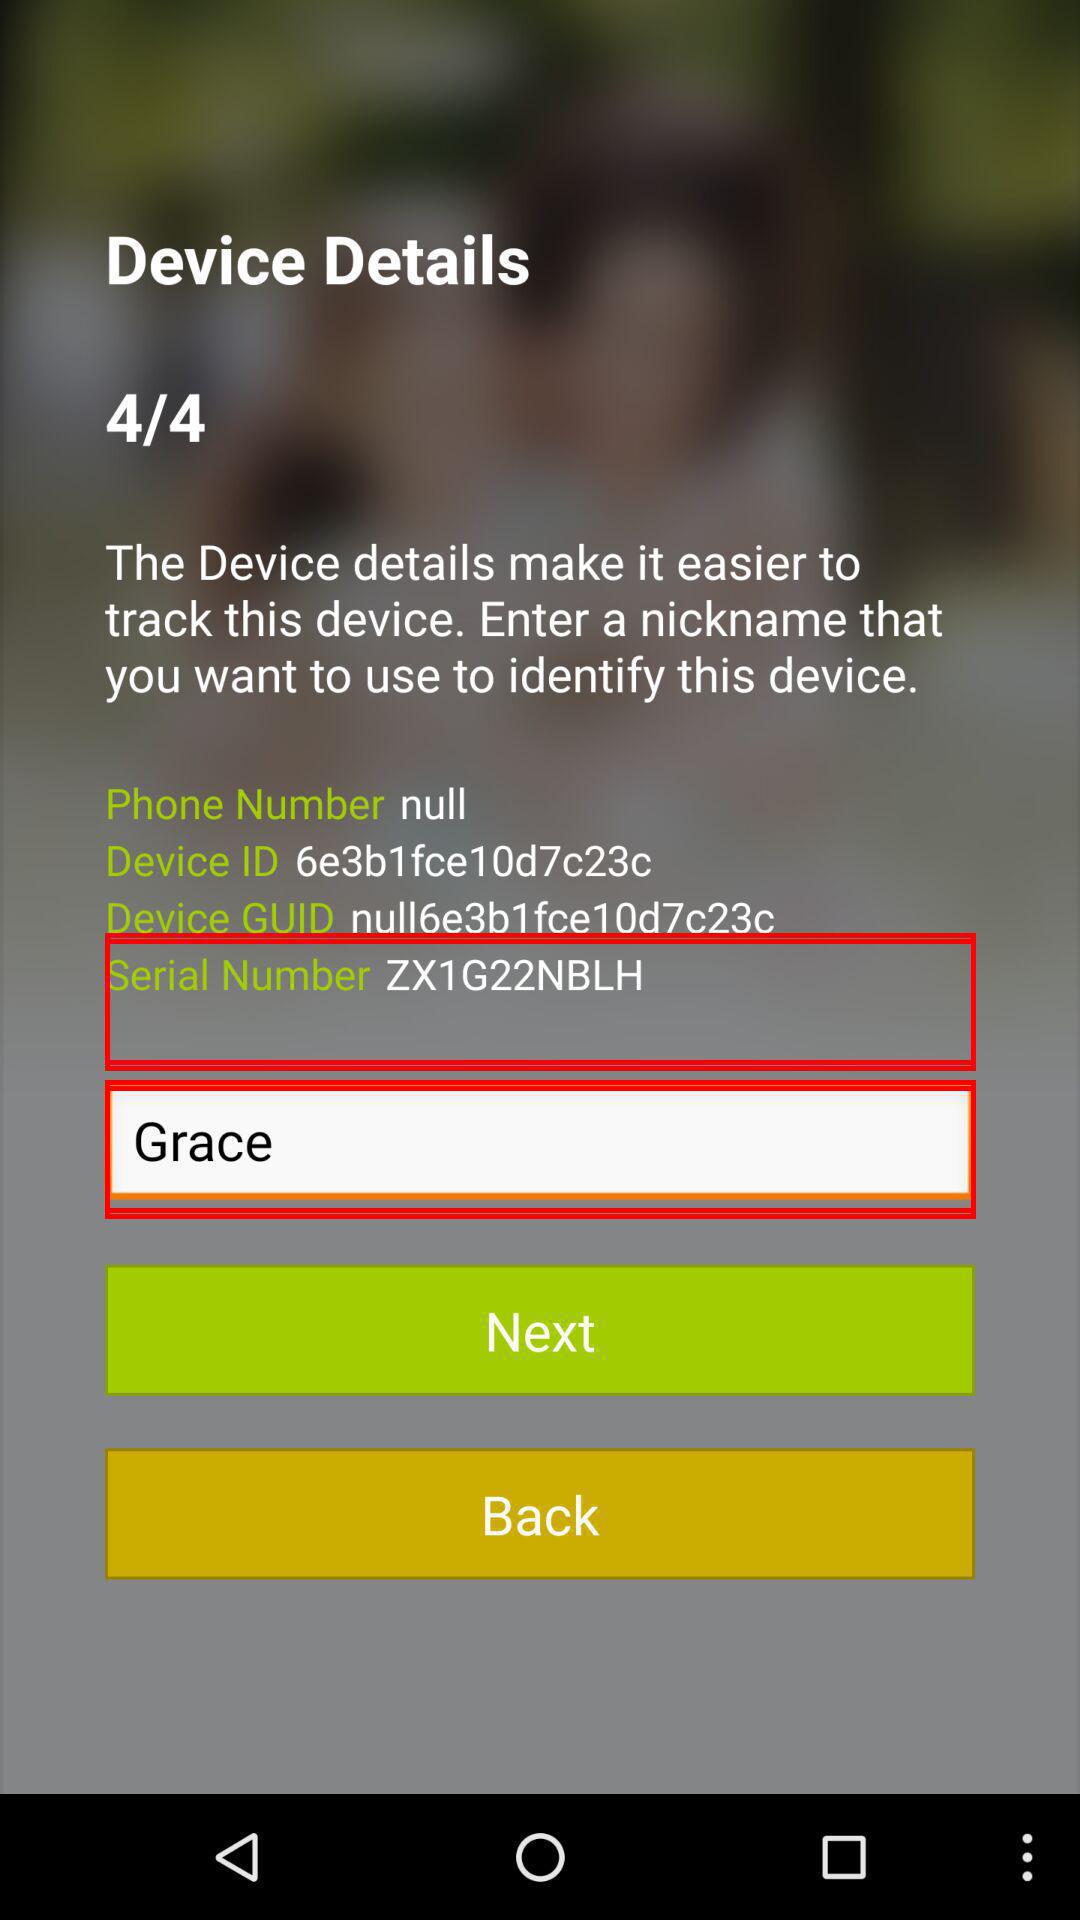 Device Details
4/4
The Device details make it easier to
track this device. Enter a nickname that
you want to use to identify this device.
Phone Number null
Device ID 6e3b1fce10d7c23c
Device GUID null6e3b1fce10d7c23c
Serial Number ZX1G22NBLH
Grace
Next
Back